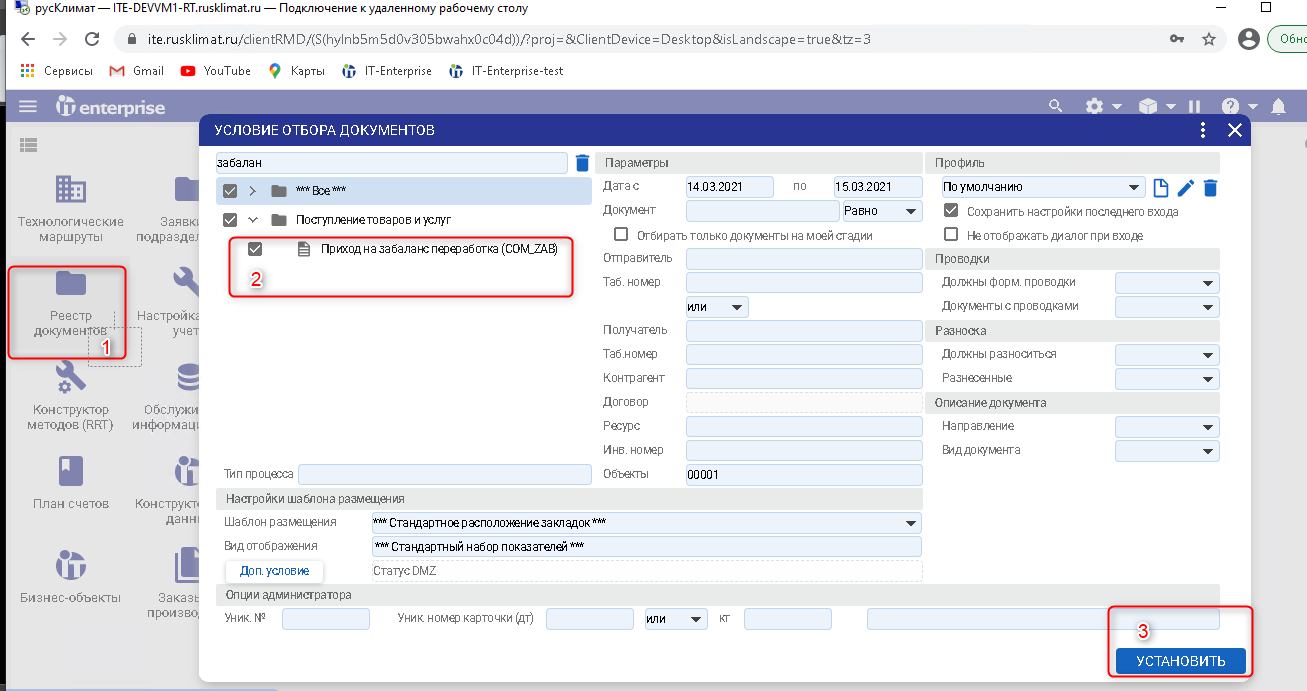 русКлимат — ITE-DEVVM1-RT.rusklimat.ru — Подключение к удаленному рабочему столу
ite.rusklimat.ru/clientRMD/(S(hylnb5m5d0v305bwahx0c04d))/?proj=&ClientDevice=Desktop&isLandscape=true&tz=3
Обно
Сервисы Gmail YouTube Карты IT-Enterprise IT-Enterprise-test
it enterprise
УСЛОВИЕ ОТБОРА ДОКУМЕНТОВ
Технологические
маршруты
Заявки
подраздел
Реестр
документов
1
Настройка
учет
Конструктор
методов (RRT)
Обслужи
информац
План счетов
Конструкто
данн
Бизнес-объекты
Заказы
производ
забалан
*** Все ***
Поступление товаров и услуг
Приход на забаланс переработка (COM_ZAB)
2
Тип процесса
Параметры
Дата с 14.03.2021 по 15.03.2021
Документ Равно
Отбирать только документы на моей стадии
Отправитель
Таб. номер
или
Получатель
Таб.номер
Контрагент
Договор
Ресурс
Инв. номер
Объекты 00001
Профиль
По умолчанию
Сохранить настройки последнего входа
Не отображать диалог при входе
Проводки
Должны форм. проводки
Документы с проводками
Разноска
Должны разноситься
Разнесенные
Описание документа
Направление
Вид документа
Настройки шаблона размещения
Шаблон размещения *** Стандартное расположение закладок ***
Вид отображения *** Стандартный набор показателей ***
Доп. условие Статус DMZ
Опции администратора
Уник. № Уник. номер карточки (дт) или кт
3
УСТАНОВИТЬ